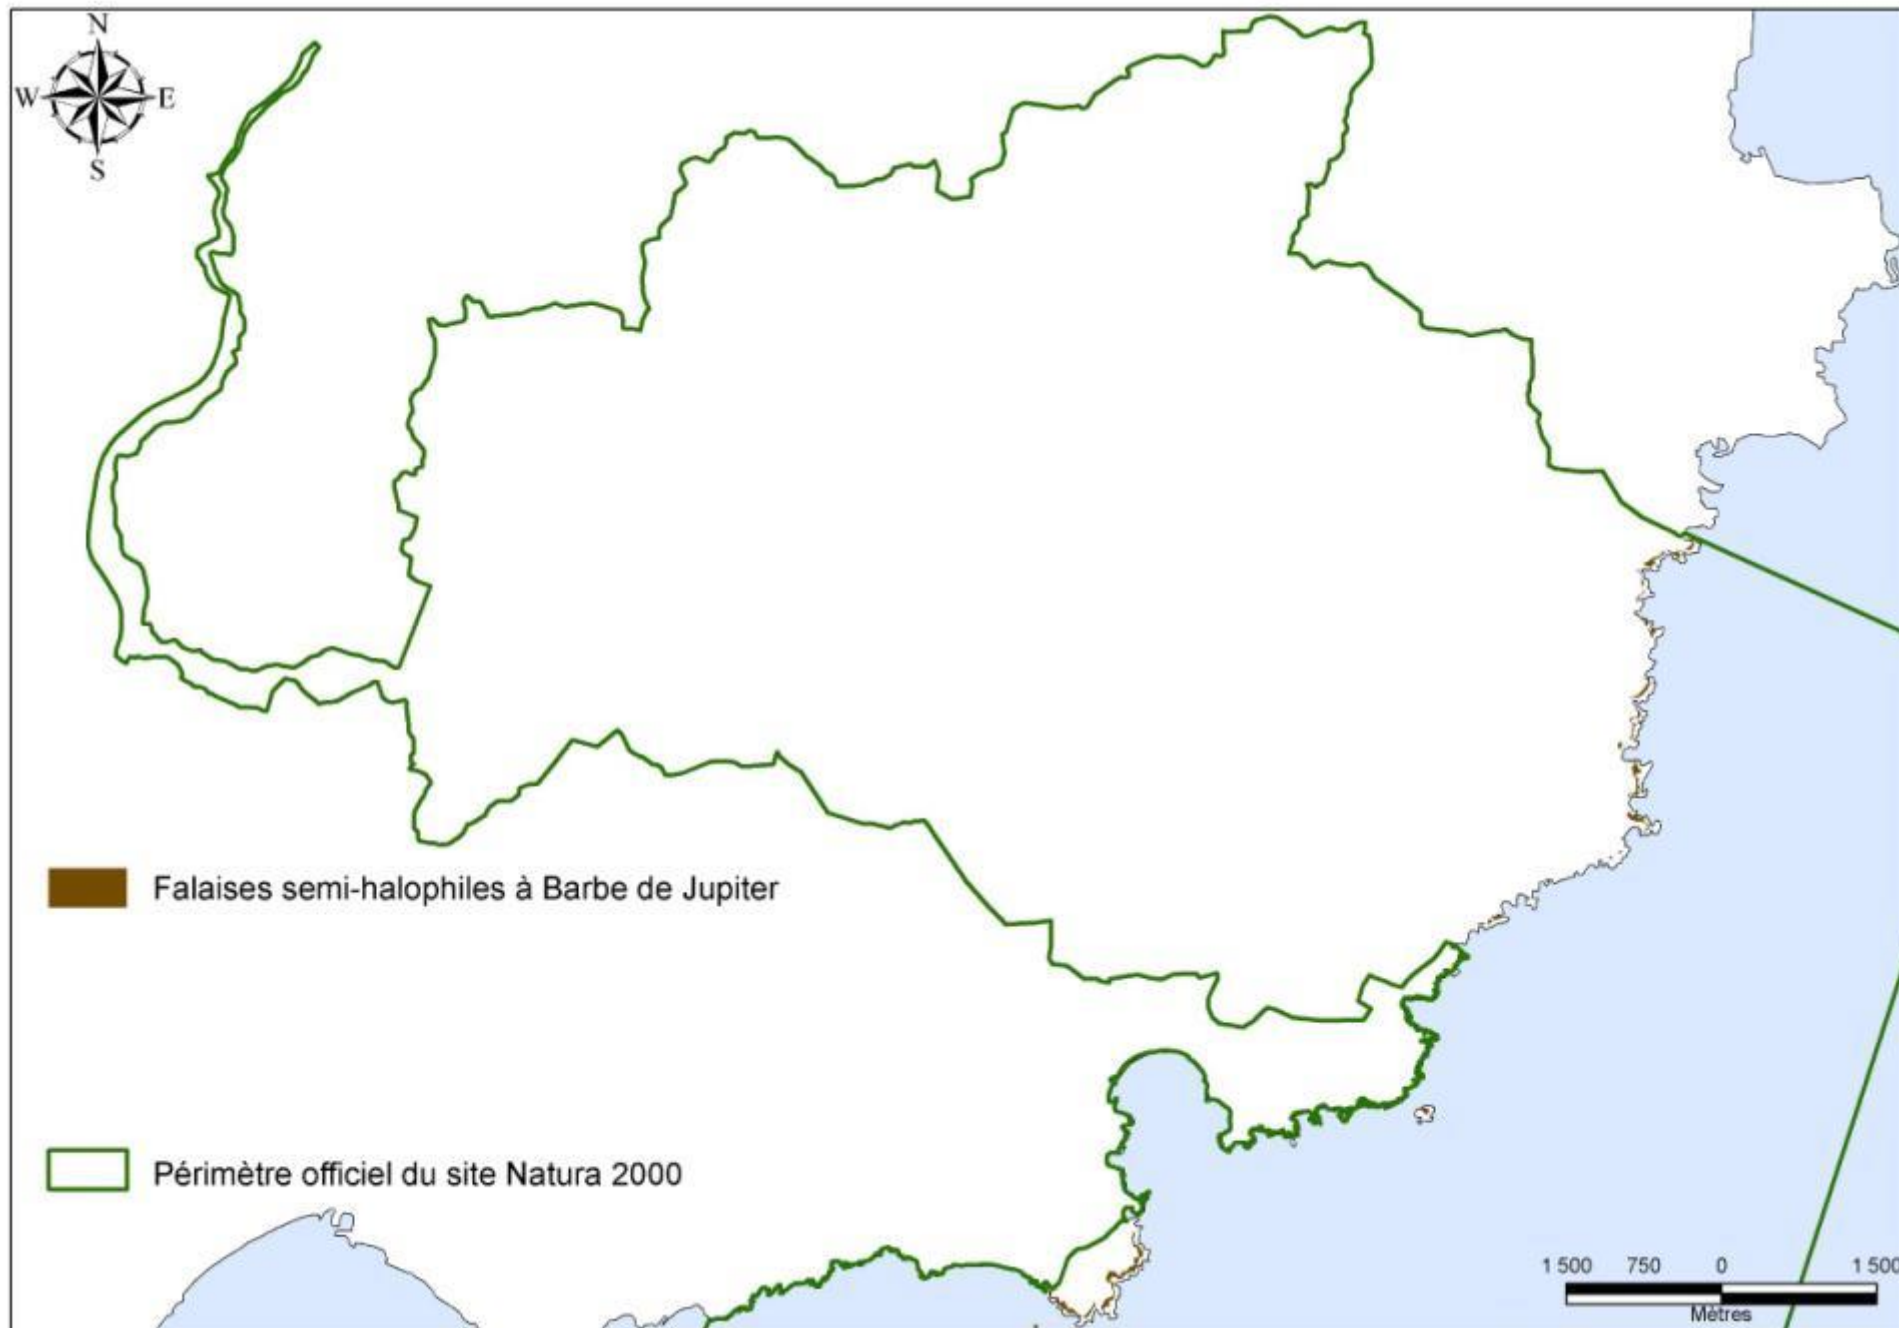 N
W E
S
Falaises semi-halophiles à Barbe de Jupiter
Périmètre officiel du site Natura 2000
1 500 750 0 1 500
Mètres